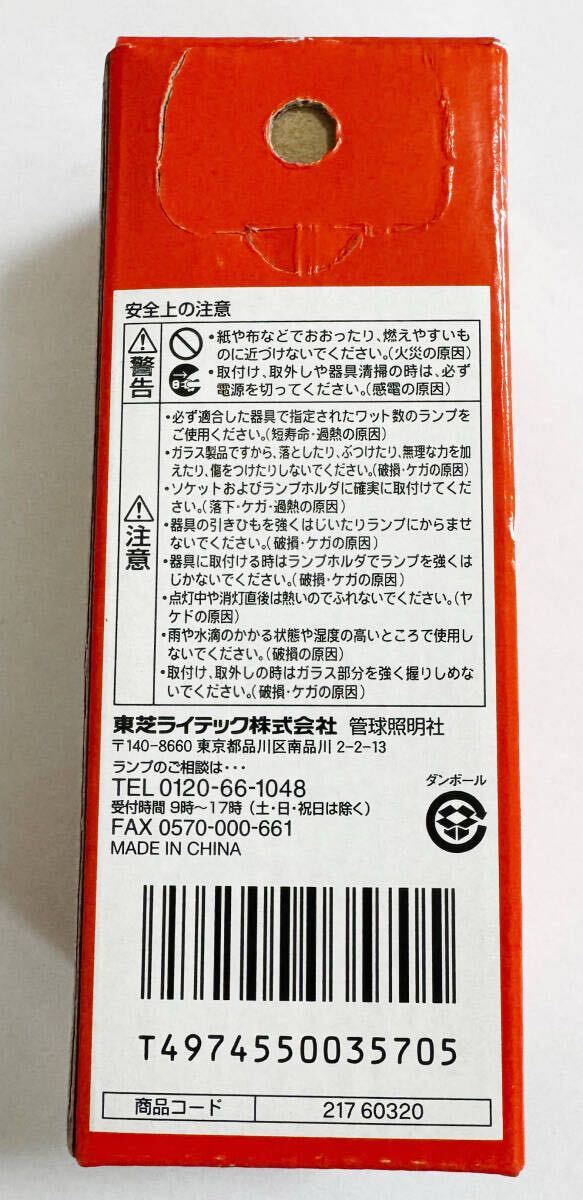 安全上の注意
警告
・紙や布などでおおったり、燃えやすいも
のに近づけないでください。(火災の原因)
・取付け、取外しや器具清掃の時は、必ず
電源を切ってください。(感電の原因)
注意
・必ず適合した器具で指定されたワット数のランプを
ご使用ください。(短寿命・過熱の原因)
・ガラス製品ですから、落としたり、ぶつけたり、無理な力を加
えたり、傷をつけたりしないでください。(破損・ケガの原因)
・ソケットおよびランプホルダに確実に取付けてくだ
さい。(落下・ケガ・過熱の原因)
・器具の引きひもを強くはじいたりランプにからませ
ないでください。(破損・ケガの原因)
・器具に取付ける時はランプホルダでランプを強くは
じかないでください。(破損・ケガの原因)
・点灯中や消灯直後は熱いのでふれないでください。(ヤ
ケドの原因)
・雨や水滴のかかる状態や湿度の高いところで使用し
ないでください。(破損の原因)
・取付け、取外しの時はガラス部分を強く握りしめな
いでください。(破損・ケガの原因)
東芝ライテック株式会社 管球照明社
〒140-8660 東京都品川区南品川 2-2-13
ランプのご相談は・・・
TEL 0120-66-1048
受付時間 9時~17時 (土・日・祝日は除く)
FAX 0570-000-661
MADE IN CHINA
ダンボール
T4974550035705
商品コード 217 60320